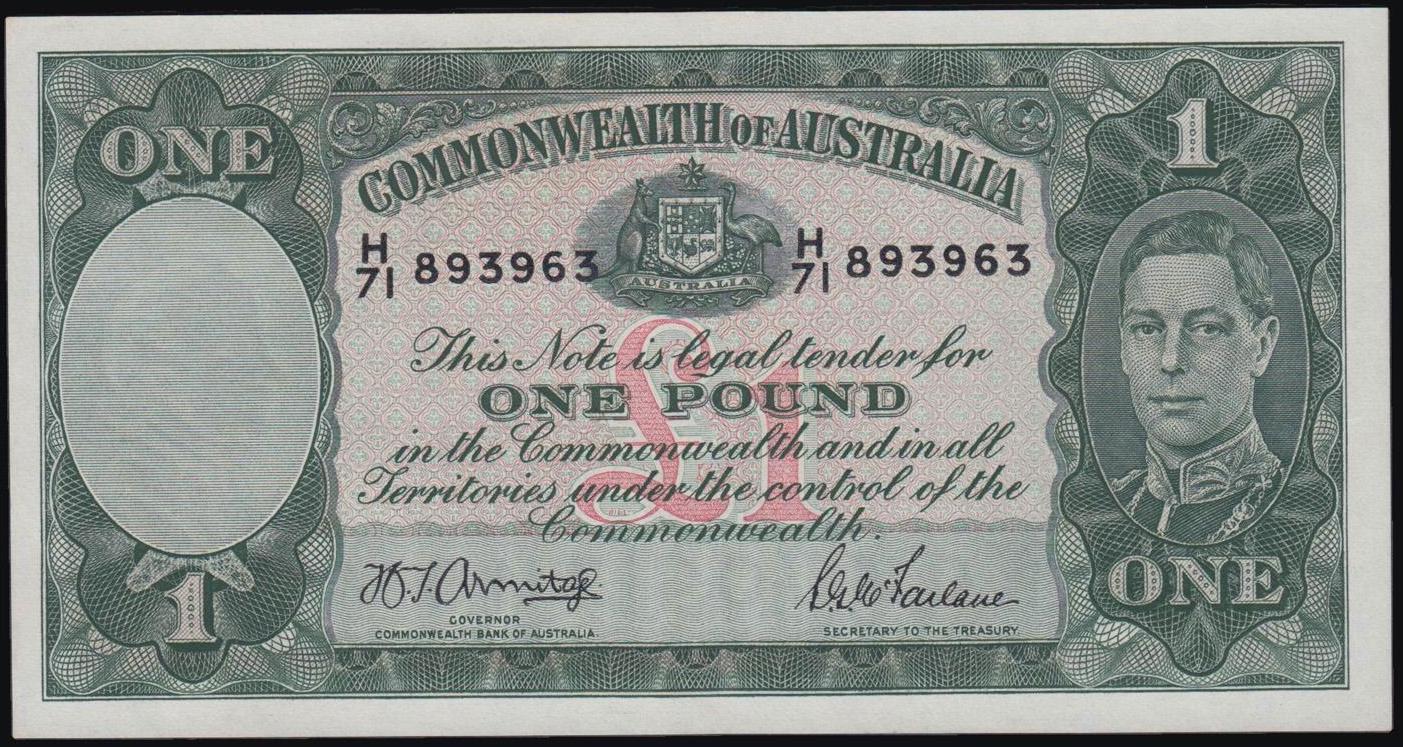 COMMONWEALTH OF AUSTRALIA
ONE
1
H/71 893963
H/71 893963
AUSTRALIA
£1
This Note is legal tender for
ONE POUND
in the Commonwealth and in all
Territories under the control of the
Commonwealth.
1
ONE
H.T. Armitage
S.G. McFarlane
GOVERNOR
COMMONWEALTH BANK OF AUSTRALIA
SECRETARY TO THE TREASURY